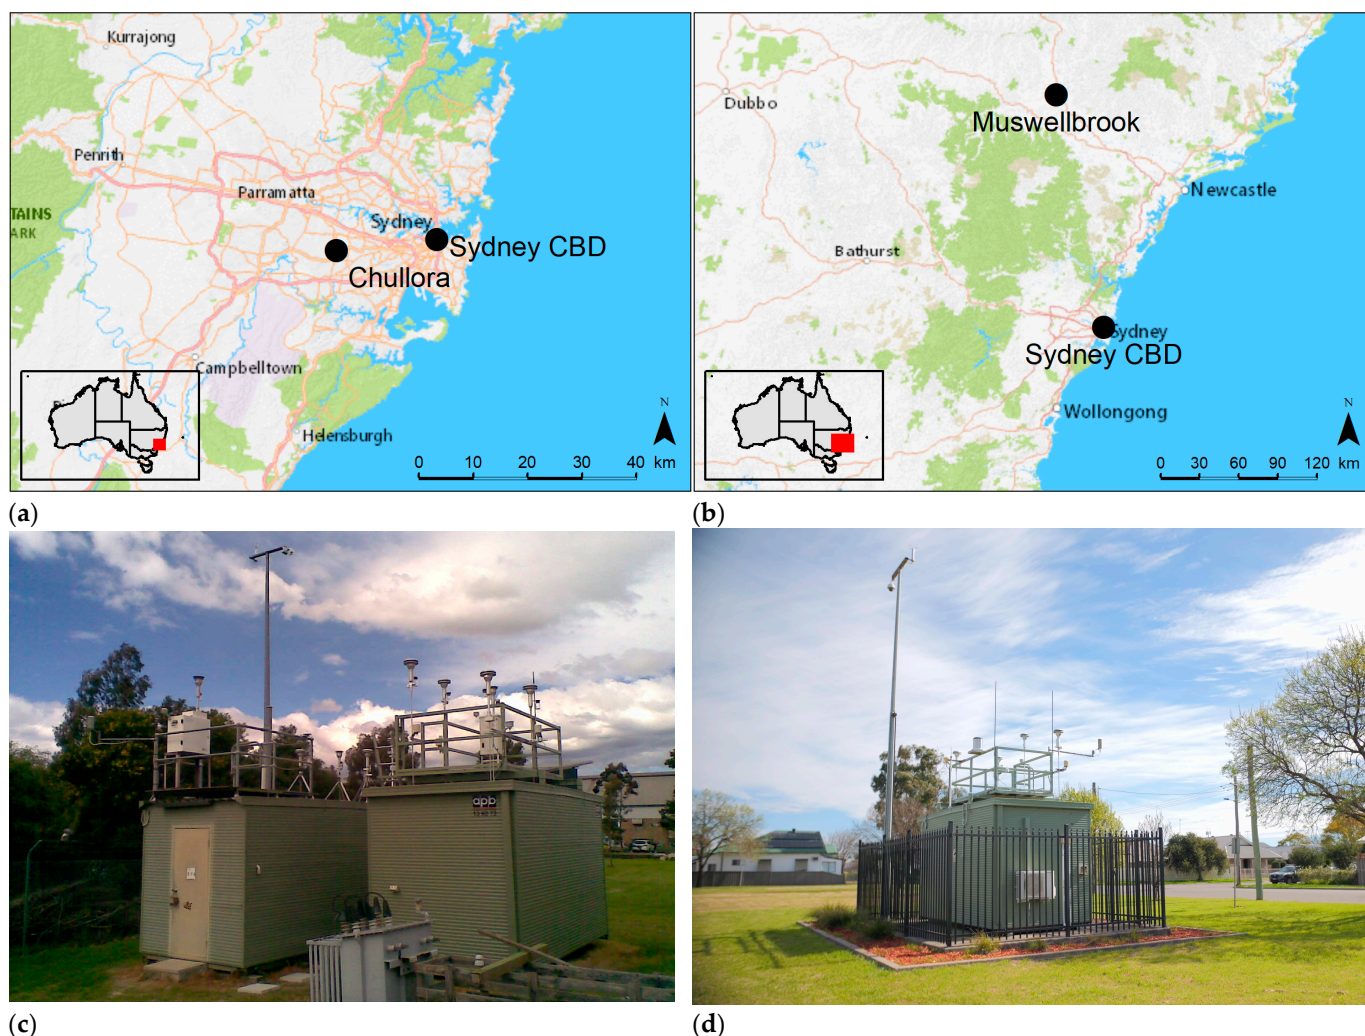 Kurrajong
Penrith
Parramatta
TAINS
ARK
Sydney
Sydney CBD
Chullora
Campbelltown
Helensburgh
N
0 10 20 30 40 km
(a)
Dubbo
Muswellbrook
Newcastle
Bathurst
Sydney
Sydney CBD
Wollongong
N
0 30 60 90 120 km
(b)
apb
(c)
(d)